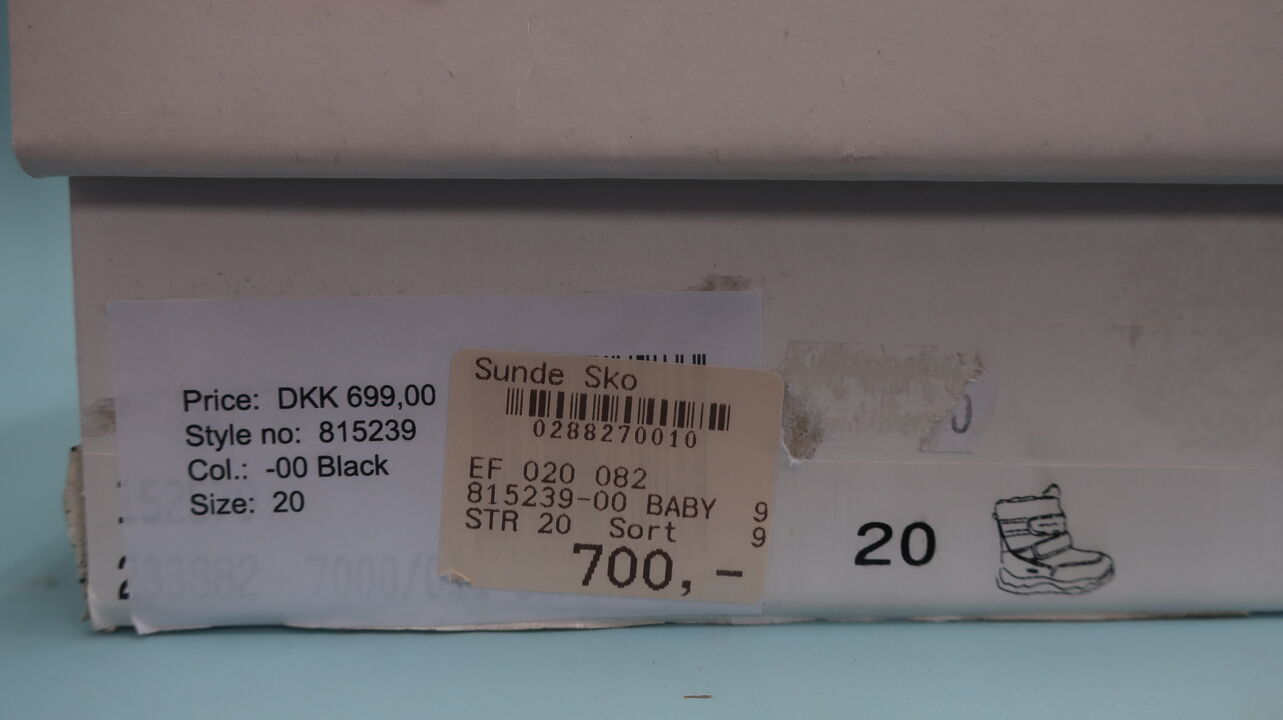 Price: DKK 699,00
Style no: 815239
Col.: -00 Black
Size: 20
Sunde Sko
0288270010
EF 020 082
815239-00 BABY 9
STR 20 Sort 9
700,-
20